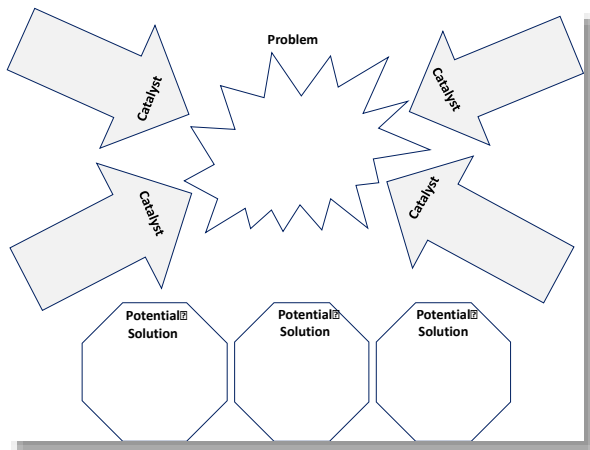 Problem
Catalyst
Catalyst
Catalyst
Catalyst
Potential
Solution
Potential
Solution
Potential
Solution